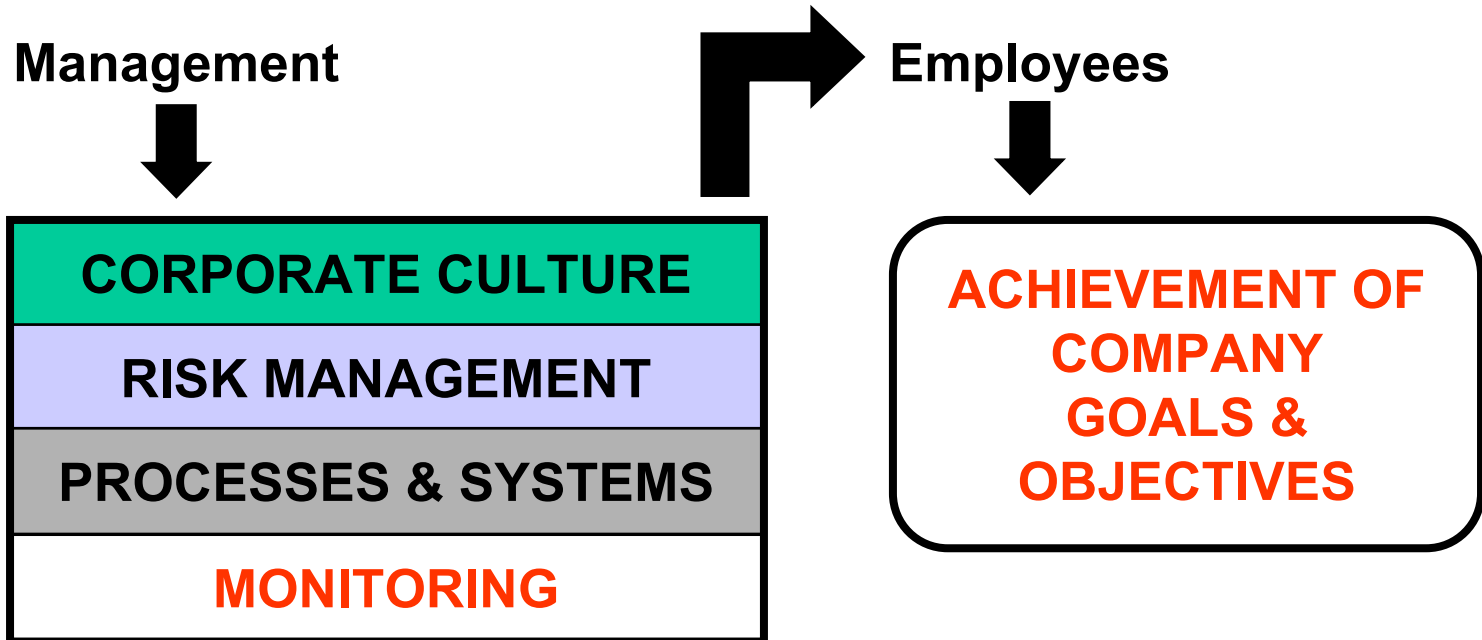 Management
Employees
CORPORATE CULTURE
RISK MANAGEMENT
PROCESSES & SYSTEMS
MONITORING
ACHIEVEMENT OF
COMPANY
GOALS &
OBJECTIVES